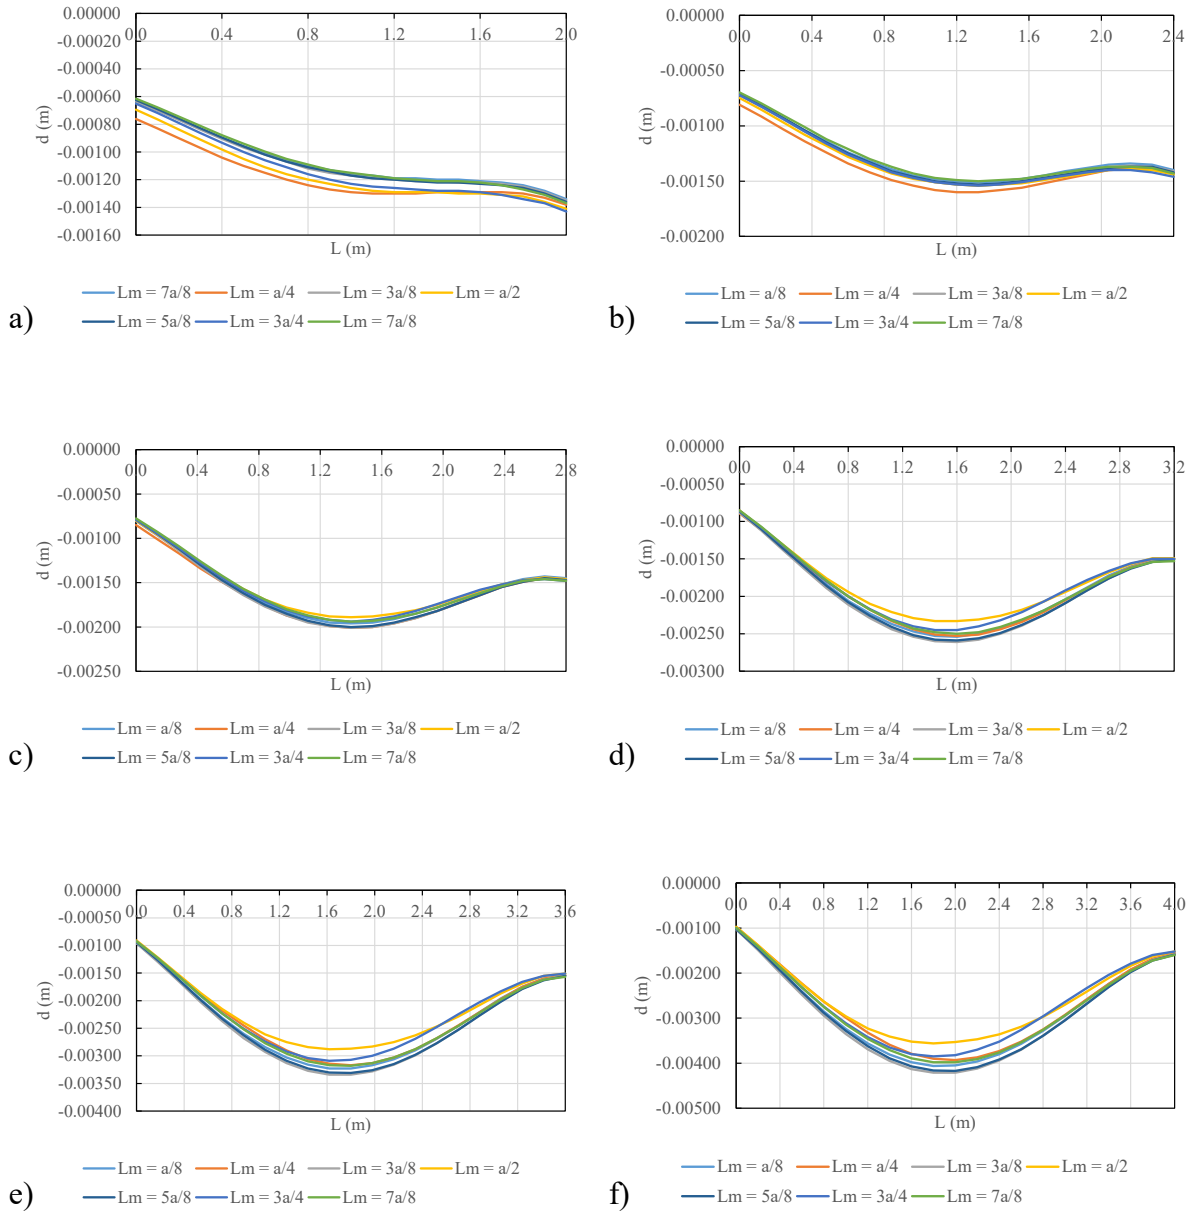 0.00000
-0.00020
-0.00040
-0.00060
-0.00080
-0.00100
-0.00120
-0.00140
-0.00160
0.0 0.4 0.8 1.2 1.6 2.0
d (m)
L (m)
Lm = 7a/8 Lm = a/4 Lm = 3a/8 Lm = a/2
Lm = 5a/8 Lm = 3a/4 Lm = 7a/8
a)
0.00000
-0.00050
-0.00100
-0.00150
-0.00200
0.0 0.4 0.8 1.2 1.6 2.0 2.4
d (m)
L (m)
Lm = a/8 Lm = a/4 Lm = 3a/8 Lm = a/2
Lm = 5a/8 Lm = 3a/4 Lm = 7a/8
b)
0.00000
-0.00050
-0.00100
-0.00150
-0.00200
-0.00250
0.0 0.4 0.8 1.2 1.6 2.0 2.4 2.8
d (m)
L (m)
Lm = a/8 Lm = a/4 Lm = 3a/8 Lm = a/2
Lm = 5a/8 Lm = 3a/4 Lm = 7a/8
c)
0.00000
-0.00050
-0.00100
-0.00150
-0.00200
-0.00250
-0.00300
0.0 0.4 0.8 1.2 1.6 2.0 2.4 2.8 3.2
d (m)
L (m)
Lm = a/8 Lm = a/4 Lm = 3a/8 Lm = a/2
Lm = 5a/8 Lm = 3a/4 Lm = 7a/8
d)
0.00000
-0.00050
-0.00100
-0.00150
-0.00200
-0.00250
-0.00300
-0.00350
-0.00400
0.0 0.4 0.8 1.2 1.6 2.0 2.4 2.8 3.2 3.6
d (m)
L (m)
Lm = a/8 Lm = a/4 Lm = 3a/8 Lm = a/2
Lm = 5a/8 Lm = 3a/4 Lm = 7a/8
e)
0.00000
-0.00100
-0.00200
-0.00300
-0.00400
-0.00500
0.0 0.4 0.8 1.2 1.6 2.0 2.4 2.8 3.2 3.6 4.0
d (m)
L (m)
Lm = a/8 Lm = a/4 Lm = 3a/8 Lm = a/2
Lm = 5a/8 Lm = 3a/4 Lm = 7a/8
f)